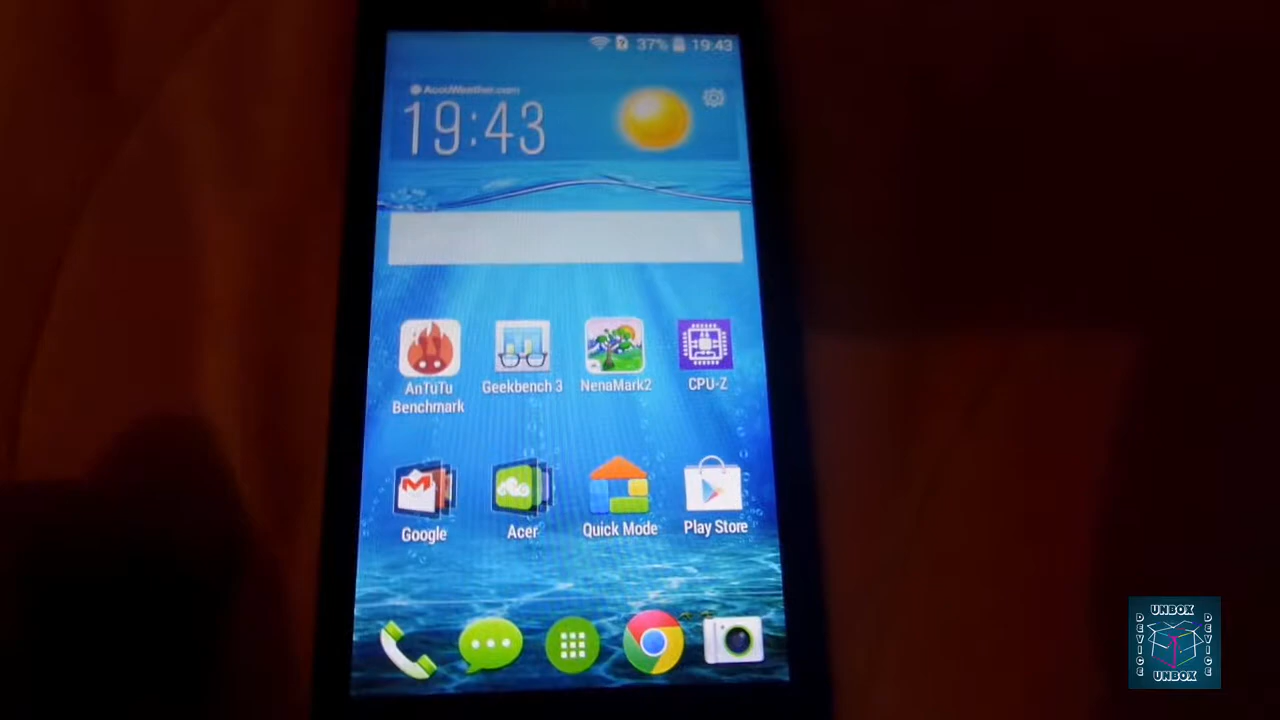 37% 19:43
AccuWeather.com
19:43
AnTuTu
Benchmark
Geekbench 3
NenaMark2
CPU-Z
Google
Acer
Quick Mode
Play Store
UNBOX
DEVICE
DEVICE
UNBOX